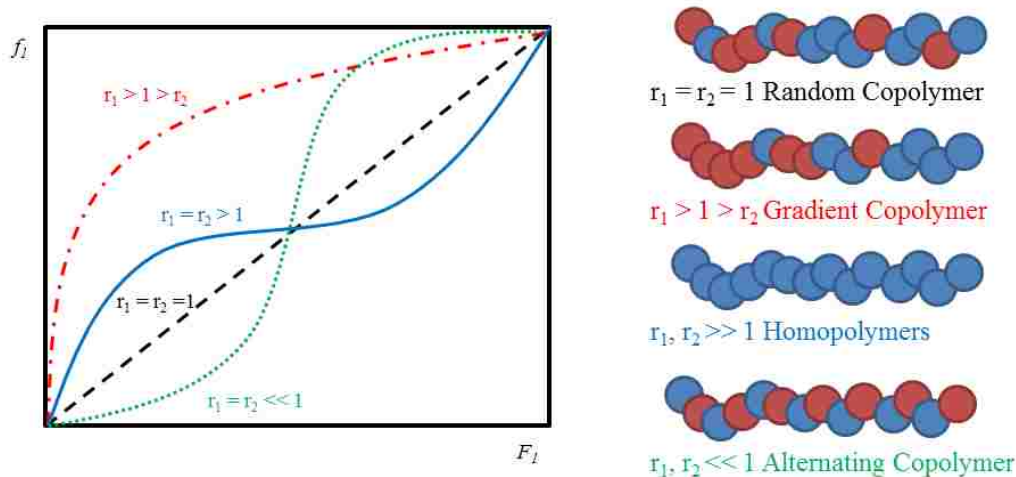 f₁
r₁ > 1 > r₂
r₁ = r₂ > 1
r₁ = r₂ =1
r₁ = r₂ << 1
F₁
r₁ = r₂ = 1 Random Copolymer
r₁ > 1 > r₂ Gradient Copolymer
r₁, r₂ >> 1 Homopolymers
r₁, r₂ << 1 Alternating Copolymer